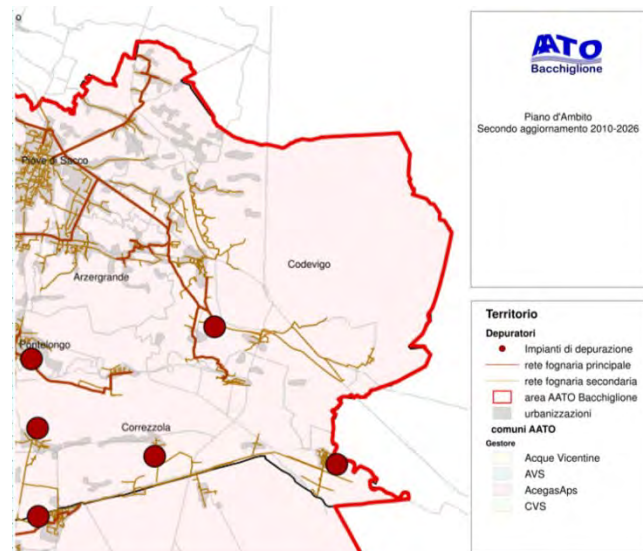 o
Piove di Sacco
Arzergrande
Codevigo
Pontelongo
Correzzola
AATO
Bacchiglione
Piano d'Ambito
Secondo aggiornamento 2010-2026
Territorio
Depuratori
Impianti di depurazione
rete fognaria principale
rete fognaria secondaria
area AATO Bacchiglione
urbanizzazioni
comuni AATO
Gestore
Acque Vicentine
AVS
AcegasAps
CVS